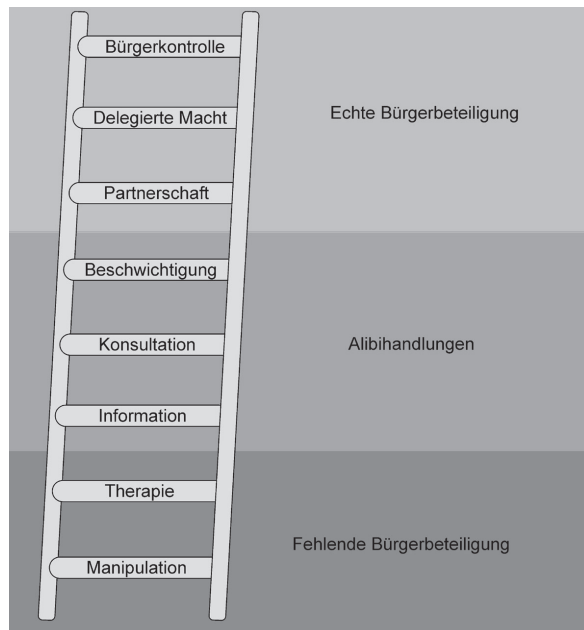 Bürgerkontrolle
Delegierte Macht
Echte Bürgerbeteiligung
Partnerschaft
Beschwichtigung
Konsultation
Alibihandlungen
Information
Therapie
Fehlende Bürgerbeteiligung
Manipulation